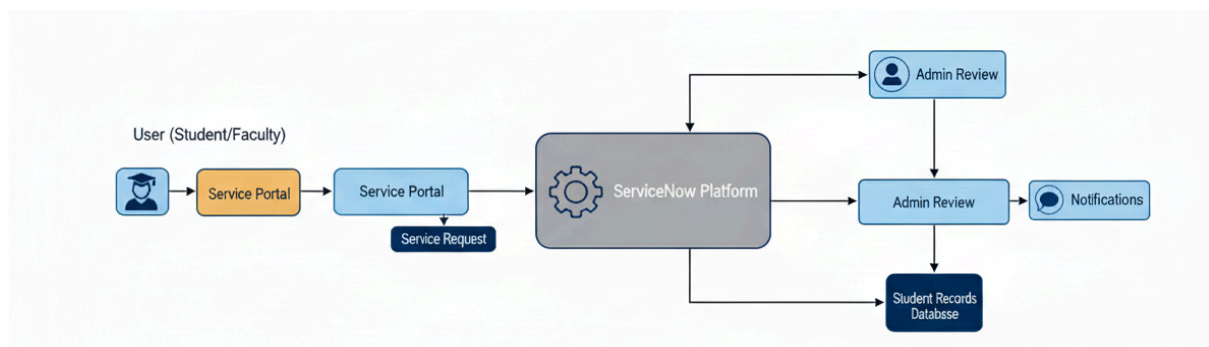 User (Student/Faculty)
Service Portal
Service Portal
Service Request
ServiceNow Platform
Admin Review
Admin Review
Notifications
Student Records
Databsse